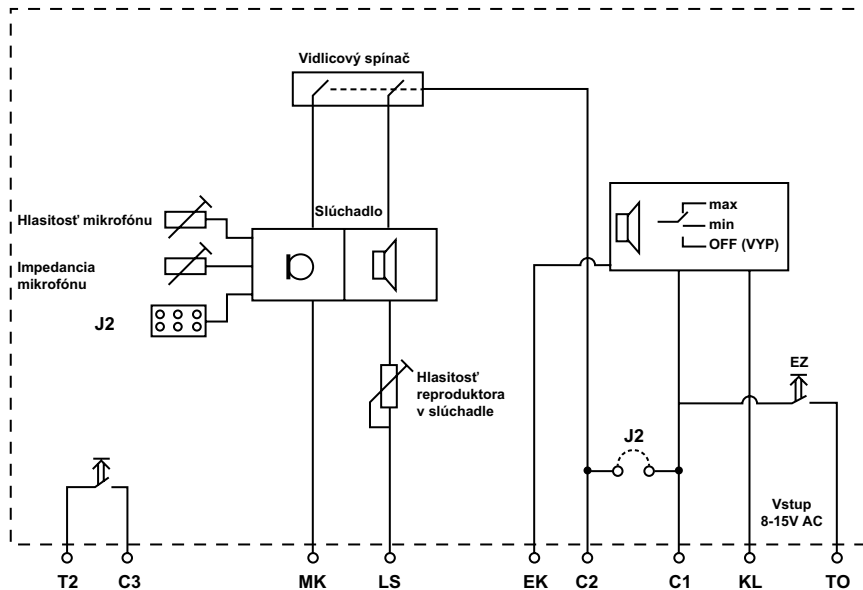 Vidlicový spínač
max
min
OFF (VYP)
Slúchadlo
Hlasitosť mikrofónu
Impedancia
mikrofónu
J2
Hlasitosť
reproduktora
v slúchadle
EZ
J2
Vstup
8-15V AC
T2 C3 MK LS EK C2 C1 KL TO